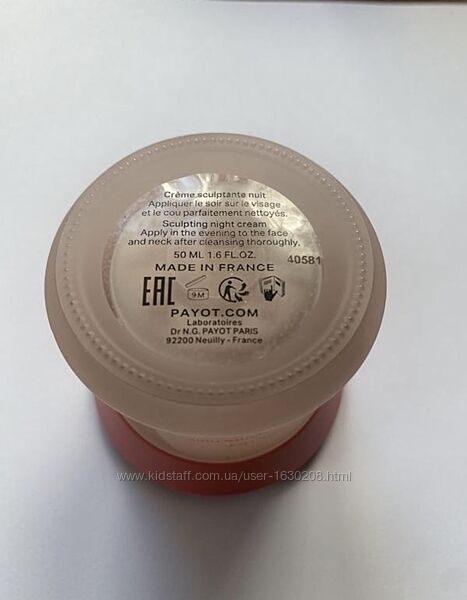 Crème sculptante nuit
Appliquer le soir sur le visage
et le cou parfaitement nettoyés.
Sculpting night cream
Apply in the evening to the face
and neck after cleansing thoroughly.
50 ML 1.6 FL.OZ.
40581
MADE IN FRANCE
EAC
9M
PAYOT.COM
Laboratoires
Dr N.G. PAYOT PARIS
92200 Neuilly - France
www.kidstaff.com.ua/user-1630208.html